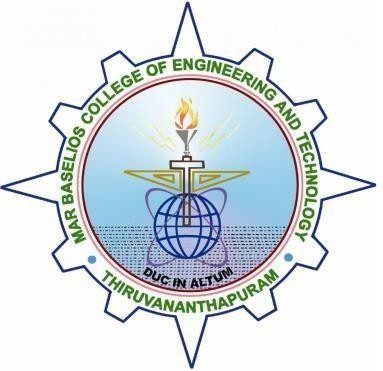 MAR BASELIOS COLLEGE OF ENGINEERING AND TECHNOLOGY
DUC IN ALTUM
THIRUVANANTHAPURAM